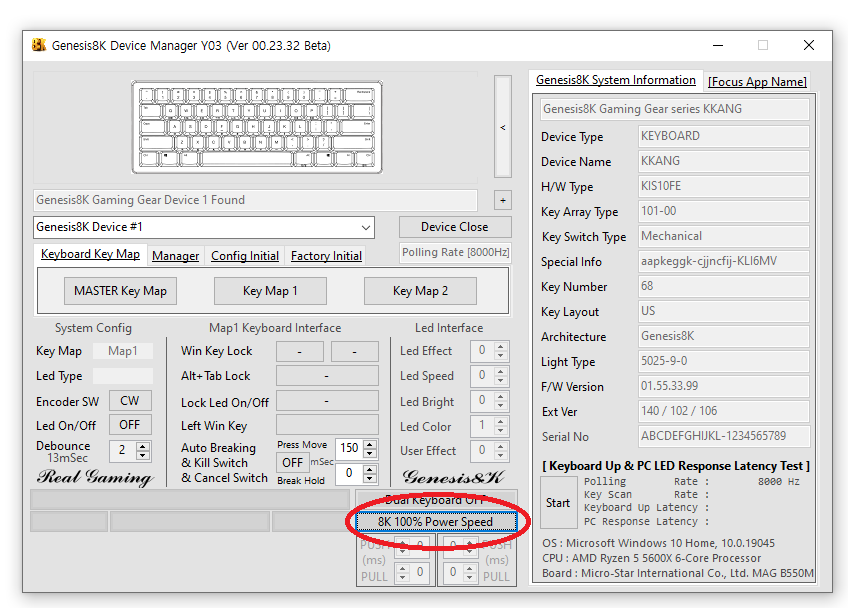 Genesis8K Device Manager Y03 (Ver 00.23.32 Beta)
<
Genesis8K Gaming Gear Device 1 Found
+
Genesis8K Device #1
Device Close
Keyboard Key Map
Manager
Config Initial
Factory Initial
Polling Rate [8000Hz]
MASTER Key Map
Key Map 1
Key Map 2
System Config
Key Map Map1
Led Type
Encoder SW CW
Led On/Off OFF
Debounce
13mSec
2
Real Gaming
Map1 Keyboard Interface
Win Key Lock - -
Alt+Tab Lock -
Lock Led On/Off -
Left Win Key
Auto Breaking
& Kill Switch
& Cancel Switch
Press Move 150
OFF mSec
Break Hold 0
Led Interface
Led Effect 0
Led Speed 0
Led Bright 0
Led Color 1
User Effect 0
Genesis8K
Dual Keyboard OFF
8K 100% Power Speed
PUSH 0 0 PUSH
(ms) (ms)
PULL 0 0 PULL
Genesis8K System Information
[Focus App Name]
Genesis8K Gaming Gear series KKANG
Device Type KEYBOARD
Device Name KKANG
H/W Type KIS10FE
Key Array Type 101-00
Key Switch Type Mechanical
Special Info aapkeggk-cjjncfij-KLI6MV
Key Number 68
Key Layout US
Architecture Genesis8K
Light Type 5025-9-0
F/W Version 01.55.33.99
Ext Ver 140 / 102 / 106
Serial No ABCDEFGHIJKL-1234565789
[ Keyboard Up & PC LED Response Latency Test ]
Start
Polling Rate : 8000 Hz
Key Scan Rate :
Keyboard Up Latency :
PC Response Latency :
OS : Microsoft Windows 10 Home, 10.0.19045
CPU : AMD Ryzen 5 5600X 6-Core Processor
Board : Micro-Star International Co., Ltd. MAG B550M